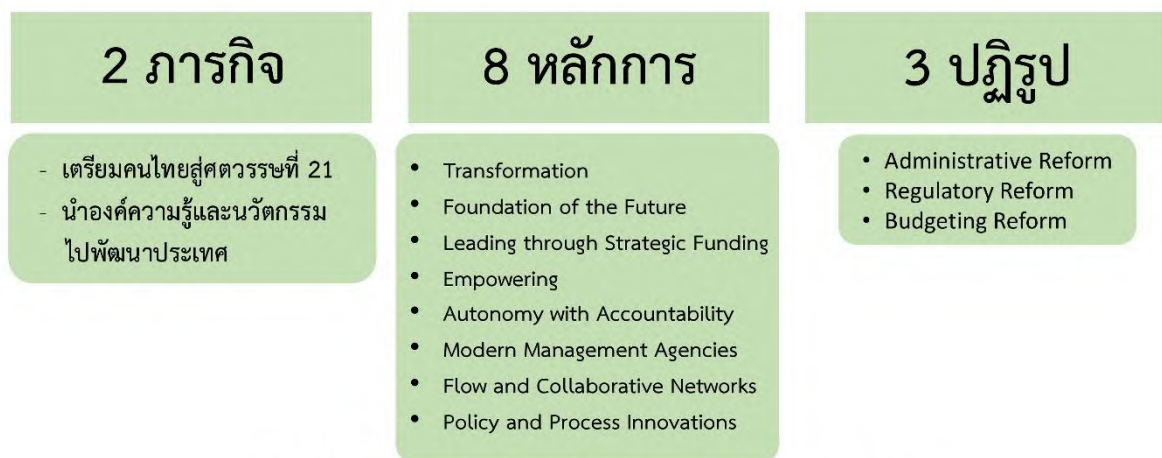 2 ภารกิจ
- เตรียมคนไทยสู่ศตวรรษที่ 21
- นำองค์ความรู้และนวัตกรรม
ไปพัฒนาประเทศ
8 หลักการ
• Transformation
• Foundation of the Future
• Leading through Strategic Funding
• Empowering
• Autonomy with Accountability
• Modern Management Agencies
• Flow and Collaborative Networks
• Policy and Process Innovations
3 ปฏิรูป
• Administrative Reform
• Regulatory Reform
• Budgeting Reform